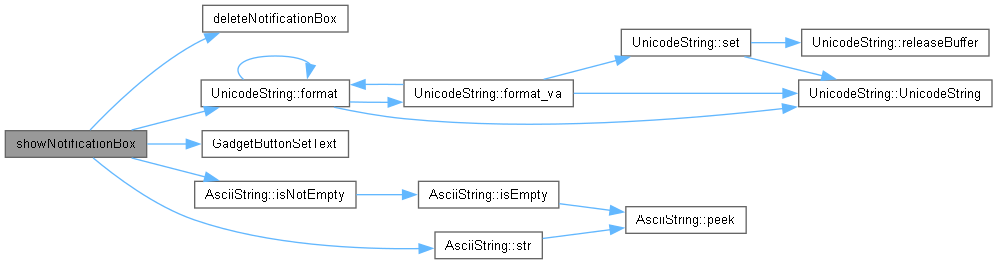 deleteNotificationBox
UnicodeString::set
UnicodeString::releaseBuffer
UnicodeString::format
UnicodeString::format_va
UnicodeString::UnicodeString
showNotificationBox
GadgetButtonSetText
AsciiString::isNotEmpty
AsciiString::isEmpty
AsciiString::peek
AsciiString::str